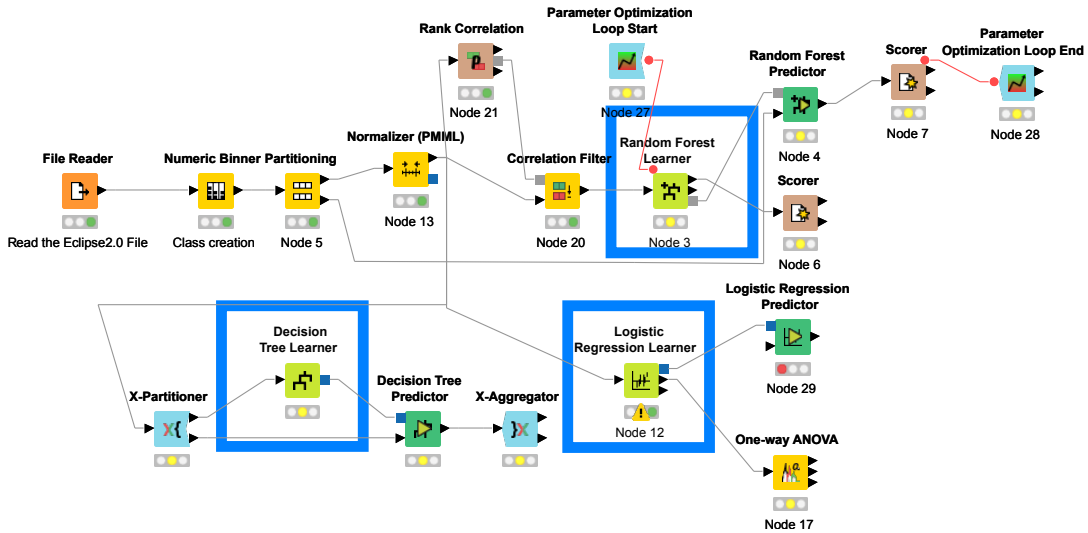 Parameter Optimization
Loop Start
Rank Correlation
Parameter
Optimization Loop End
Scorer
Random Forest
Predictor
Node 21
Node 27
Node 7
Node 28
Normalizer (PMML)
Random Forest
Learner
Node 4
File Reader
Numeric Binner
Partitioning
Correlation Filter
Scorer
Node 13
Read the Eclipse2.0 File
Class creation
Node 5
Node 20
Node 3
Node 6
Logistic Regression
Predictor
Decision
Tree Learner
Logistic
Regression Learner
Node 29
X-Partitioner
X{
Decision Tree
Predictor
X-Aggregator
}X
Node 12
One-way ANOVA
Node 17